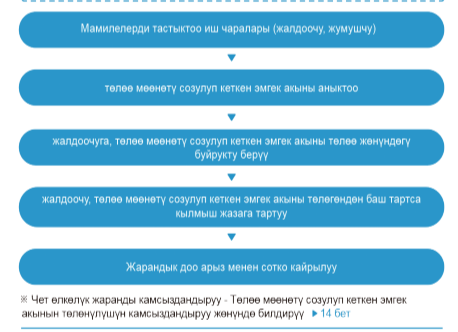 Мамилелерди тастыктоо иш чаралары (жалдоочу, жумушчу)
▼
төлөө мөөнөтү созулуп кеткен эмгек акыны аныктоо
▼
жалдоочуга, төлөө мөөнөтү созулуп кеткен эмгек акыны төлөө жөнүндөгү
буйрукту берүү
▼
жалдоочу, төлөө мөөнөтү созулуп кеткен эмгек акыны төлөгөндөн баш тартса
кылмыш жазага тартуу
▼
Жарандык доо арыз менен сотко кайрылуу
※ Чет өлкөлүк жаранды камсыздандыруу - Төлөө мөөнөтү созулуп кеткен эмгек
акынын төлөнүлүшүн камсыздандыруу жөнүндө билдирүү ▶ 14 бет